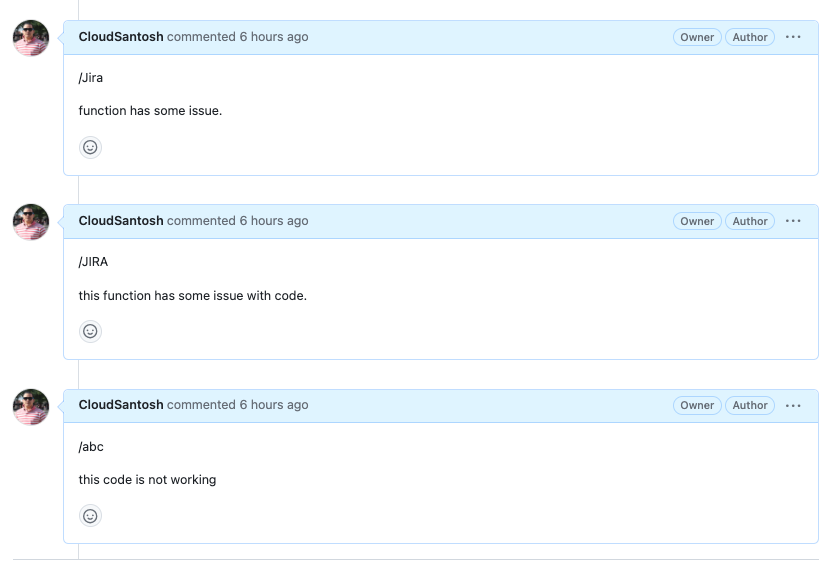 CloudSantosh commented 6 hours ago Owner Author
/Jira
function has some issue.
CloudSantosh commented 6 hours ago Owner Author
/JIRA
this function has some issue with code.
CloudSantosh commented 6 hours ago Owner Author
/abc
this code is not working